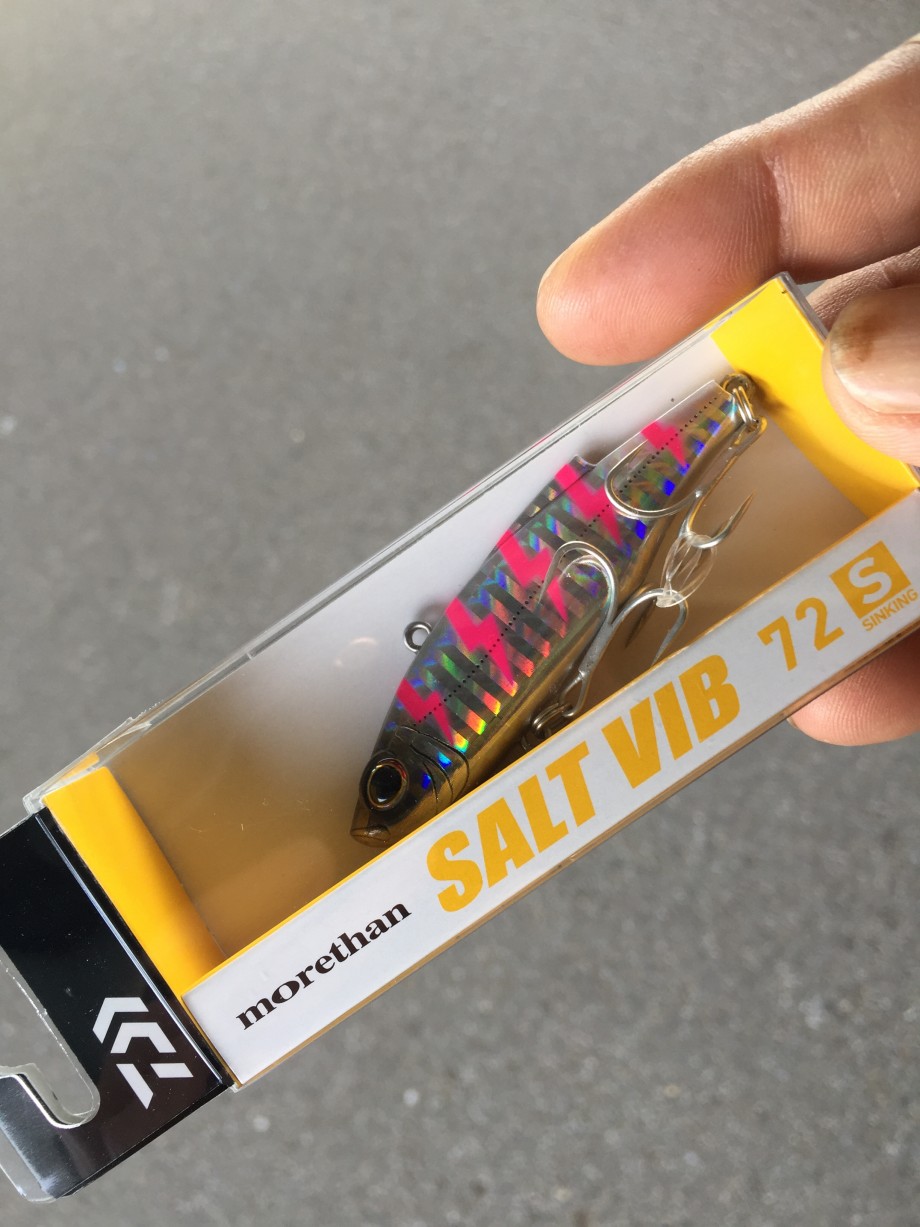 morethan
SALT VIB
72 S
SINKING